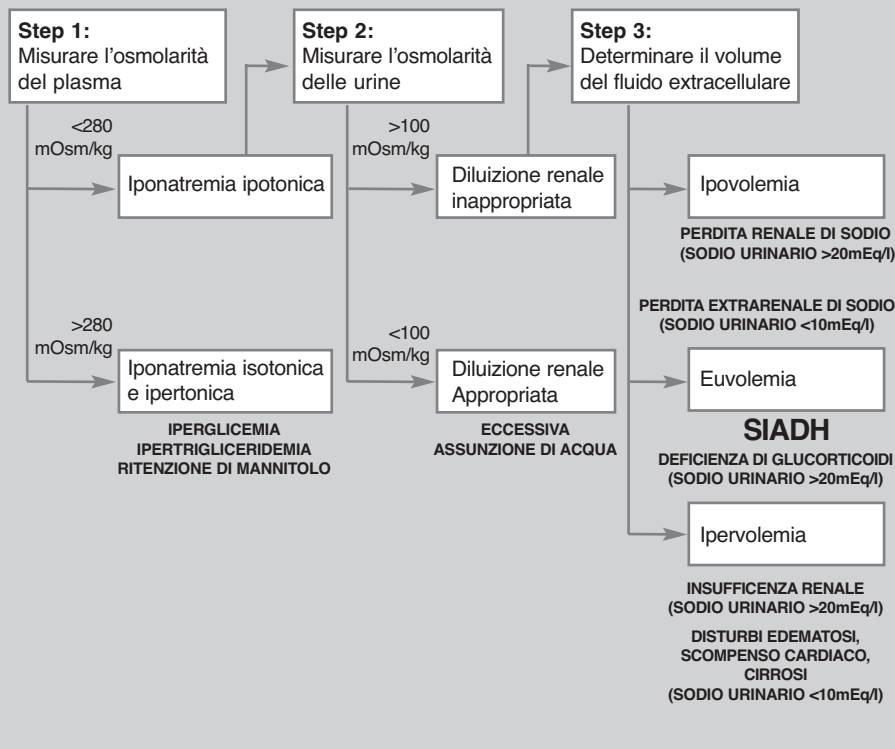 Step 1:
Misurare l'osmolarità
del plasma
<280
mOsm/kg
Iponatremia ipotonica
>280
mOsm/kg
Iponatremia isotonica
e ipertonica
IPERGLICEMIA
IPERTRIGLICERIDEMIA
RITENZIONE DI MANNITOLO
Step 2:
Misurare l'osmolarità
delle urine
>100
mOsm/kg
Diluizione renale
inappropriata
<100
mOsm/kg
Diluizione renale
Appropriata
ECCESSIVA
ASSUNZIONE DI ACQUA
Step 3:
Determinare il volume
del fluido extracellulare
Ipovolemia
PERDITA RENALE DI SODIO
(SODIO URINARIO >20mEq/l)
PERDITA EXTRARENALE DI SODIO
(SODIO URINARIO <10mEq/l)
Euvolemia
SIADH
DEFICIENZA DI GLUCORTICOIDI
(SODIO URINARIO >20mEq/l)
Ipervolemia
INSUFFICENZA RENALE
(SODIO URINARIO >20mEq/l)
DISTURBI EDEMATOSI,
SCOMPENSO CARDIACO,
CIRROSI
(SODIO URINARIO <10mEq/l)